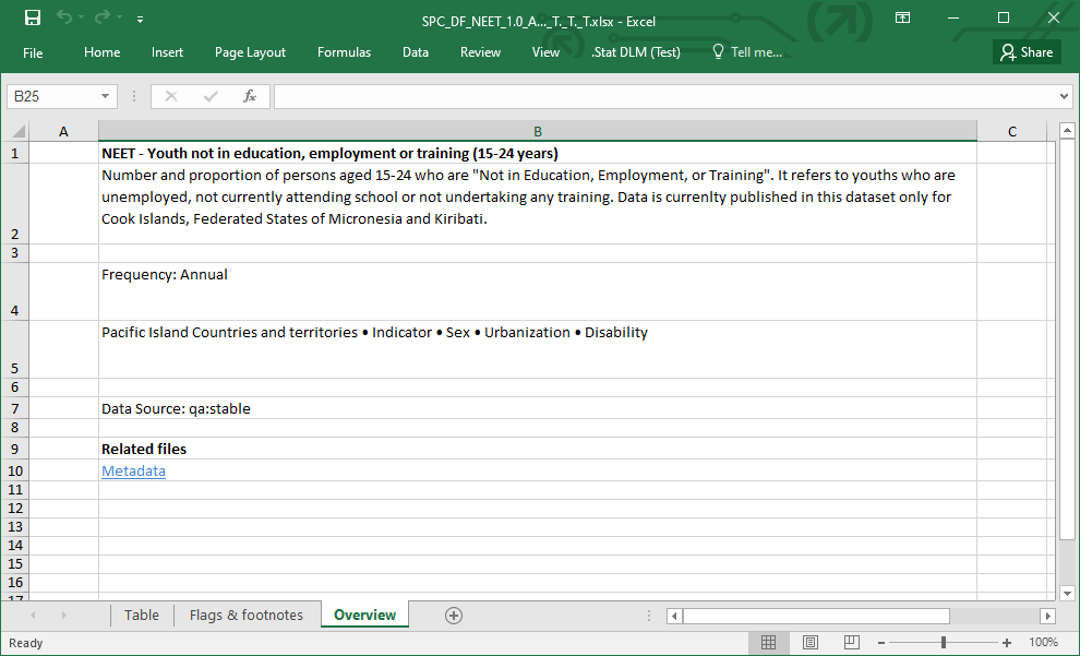 SPC_DF_NEET_1.0_A..._T._T._T.xlsx - Excel
File Home Insert Page Layout Formulas Data Review View .Stat DLM (Test) Tell me... Share
B25 fx
A B C
1 NEET - Youth not in education, employment or training (15-24 years)
Number and proportion of persons aged 15-24 who are "Not in Education, Employment, or Training". It refers to youths who are
unemployed, not currently attending school or not undertaking any training. Data is currenlty published in this dataset only for
Cook Islands, Federated States of Micronesia and Kiribati.
2
3
Frequency: Annual
4
Pacific Island Countries and territories • Indicator • Sex • Urbanization • Disability
5
6
7 Data Source: qa:stable
8
9 Related files
10 Metadata
11
12
13
14
15
16
17
Table Flags & footnotes Overview
Ready 100%